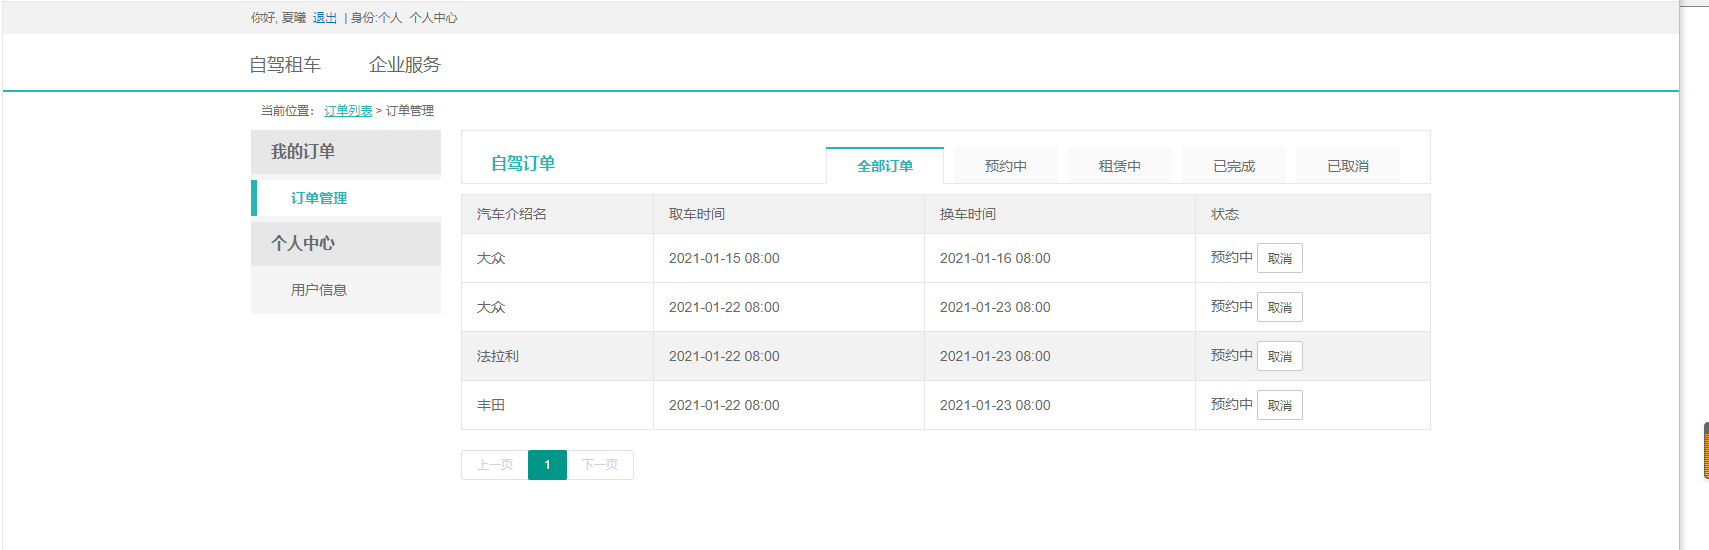 你好, 夏曦 退出 | 身份:个人 个人中心
自驾租车 企业服务
当前位置： 订单列表 > 订单管理
我的订单
订单管理
个人中心
用户信息
自驾订单 全部订单 预约中 租赁中 已完成 已取消
汽车介绍名 取车时间 换车时间 状态
大众 2021-01-15 08:00 2021-01-16 08:00 预约中 取消
大众 2021-01-22 08:00 2021-01-23 08:00 预约中 取消
法拉利 2021-01-22 08:00 2021-01-23 08:00 预约中 取消
丰田 2021-01-22 08:00 2021-01-23 08:00 预约中 取消
上一页 1 下一页